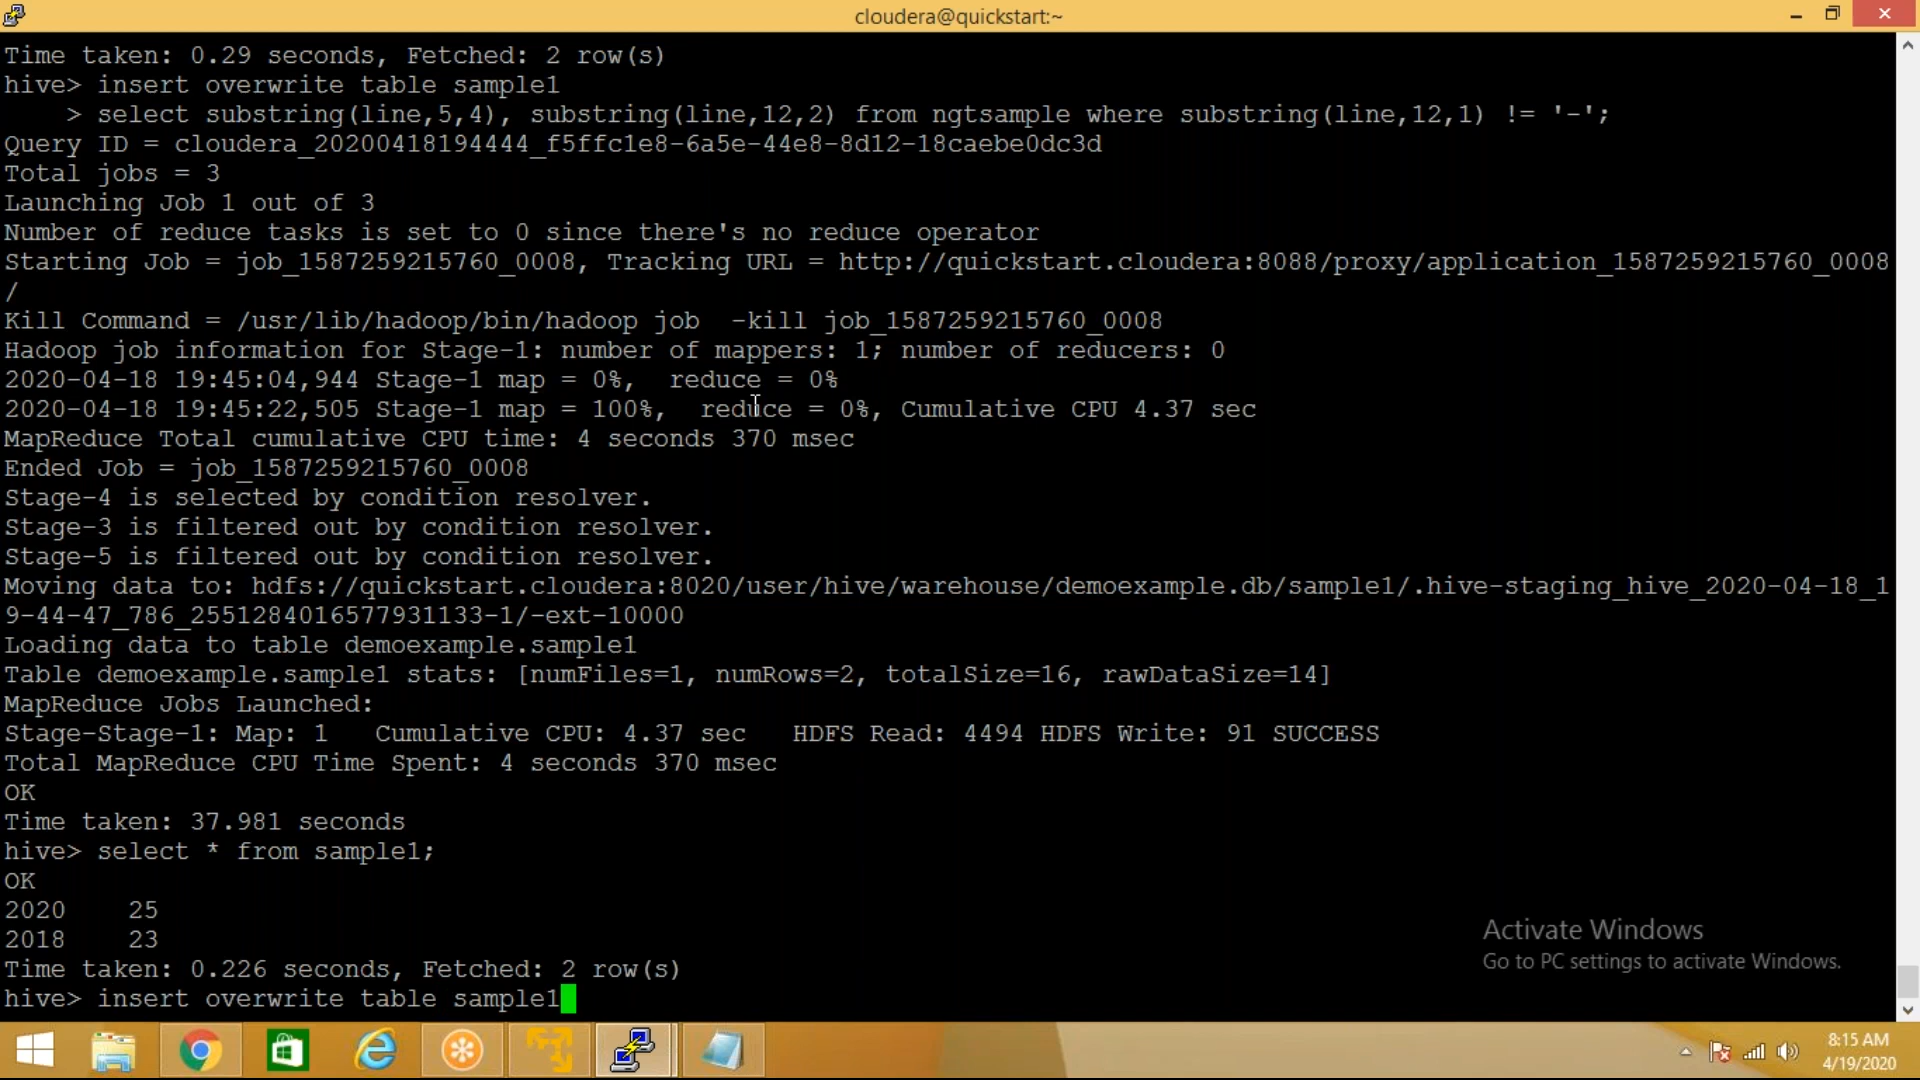 cloudera@quickstart:~
Time taken: 0.29 seconds, Fetched: 2 row(s)
hive> insert overwrite table sample1
    > select substring(line,5,4), substring(line,12,2) from ngtsample where substring(line,12,1) != '-';
Query ID = cloudera_20200418194444_f5ffc1e8-6a5e-44e8-8d12-18caebe0dc3d
Total jobs = 3
Launching Job 1 out of 3
Number of reduce tasks is set to 0 since there's no reduce operator
Starting Job = job_1587259215760_0008, Tracking URL = http://quickstart.cloudera:8088/proxy/application_1587259215760_0008
/
Kill Command = /usr/lib/hadoop/bin/hadoop job  -kill job_1587259215760_0008
Hadoop job information for Stage-1: number of mappers: 1; number of reducers: 0
2020-04-18 19:45:04,944 Stage-1 map = 0%,  reduce = 0%
2020-04-18 19:45:22,505 Stage-1 map = 100%,  reduce = 0%, Cumulative CPU 4.37 sec
MapReduce Total cumulative CPU time: 4 seconds 370 msec
Ended Job = job_1587259215760_0008
Stage-4 is selected by condition resolver.
Stage-3 is filtered out by condition resolver.
Stage-5 is filtered out by condition resolver.
Moving data to: hdfs://quickstart.cloudera:8020/user/hive/warehouse/demoexample.db/sample1/.hive-staging_hive_2020-04-18_1
9-44-47_786_2551284016577931133-1/-ext-10000
Loading data to table demoexample.sample1
Table demoexample.sample1 stats: [numFiles=1, numRows=2, totalSize=16, rawDataSize=14]
MapReduce Jobs Launched:
Stage-Stage-1: Map: 1   Cumulative CPU: 4.37 sec   HDFS Read: 4494 HDFS Write: 91 SUCCESS
Total MapReduce CPU Time Spent: 4 seconds 370 msec
OK
Time taken: 37.981 seconds
hive> select * from sample1;
OK
2020    25
2018    23
Time taken: 0.226 seconds, Fetched: 2 row(s)
hive> insert overwrite table sample1
Activate Windows
Go to PC settings to activate Windows.
8:15 AM
4/19/2020